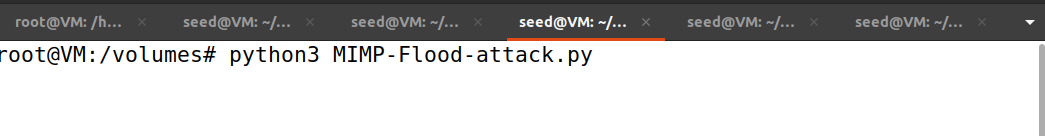 root@VM: /h... × seed@VM: ~/... × seed@VM: ~/... × seed@VM: ~/... × seed@VM: ~/... × seed@VM: ~/... ×
root@VM:/volumes# python3 MIMP-Flood-attack.py